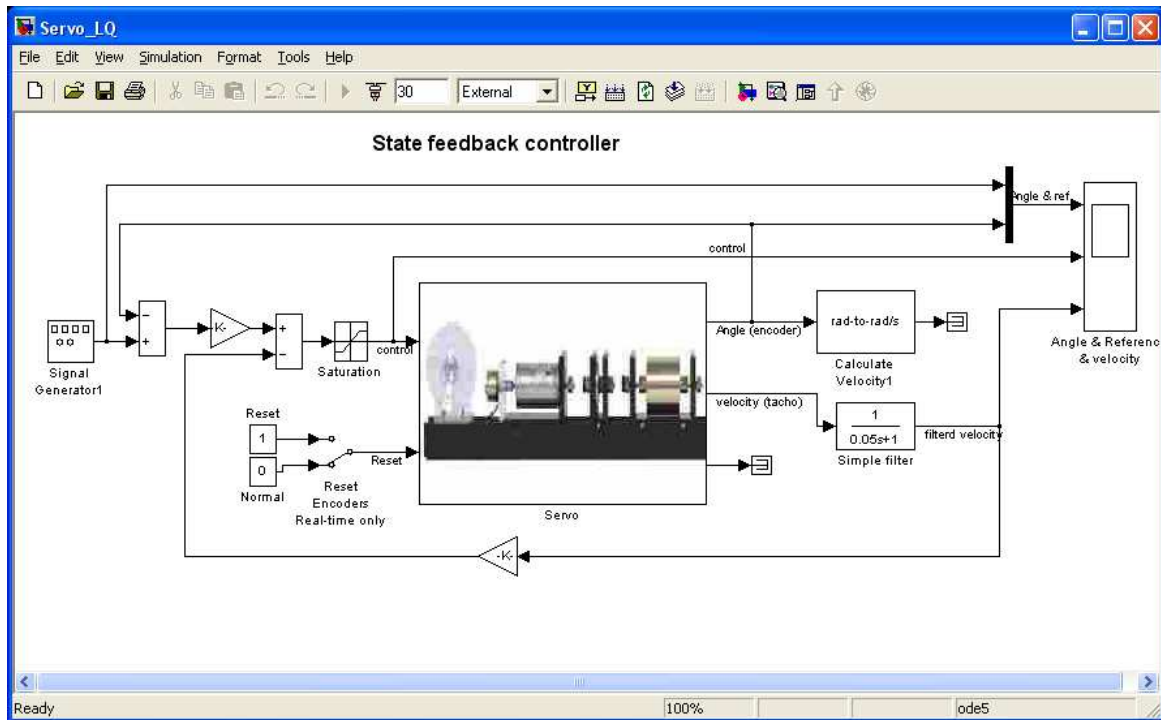 Servo_LQ
File Edit View Simulation Format Tools Help
30 External
State feedback controller
Angle & ref
control
-
+
K-
+
-
Signal
Generator1
Saturation
control
Angle (encoder)
rad-to-rad/s
Calculate
Velocity1
Angle & Referenc
& velocity
velocity (tacho)
1
0.05s+1
Simple filter
filterd velocity
Reset
1
0
Normal
Reset
Reset
Encoders
Real-time only
Servo
-K-
Ready 100% ode5